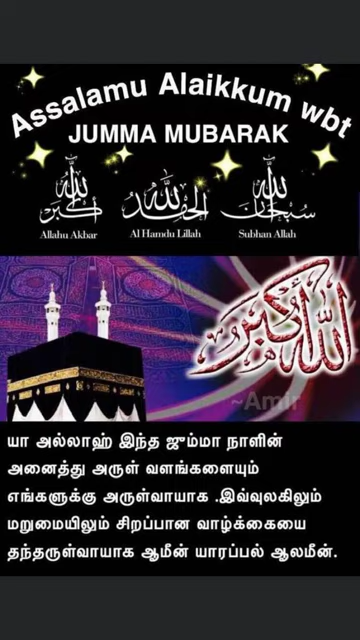 Assalamu Alaikkum wbt
JUMMA MUBARAK
الله أكبر الحمد لله سبحان الله
Allahu Akbar Al Hamdu Lillah Subhan Allah
الله أكبر
~Amir
யா அல்லாஹ் இந்த ஜும்மா நாளின்
அனைத்து அருள் வளங்களையும்
எங்களுக்கு அருள்வாயாக .இவ்வுலகிலும்
மறுமையிலும் சிறப்பான வாழ்க்கையை
தந்தருள்வாயாக ஆமீன் யாரப்பல் ஆலமீன்.